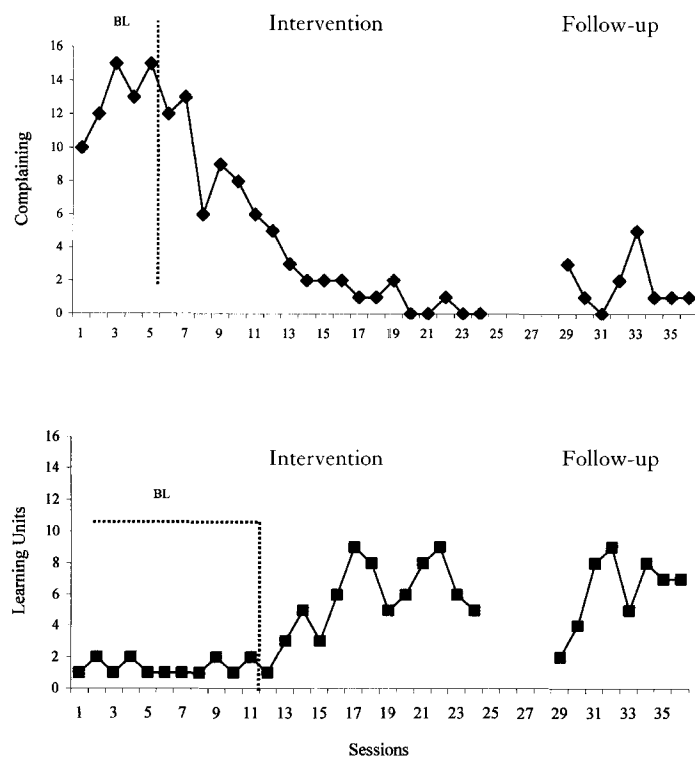 BL Intervention Follow-up
16
14
12
10
8
6
4
2
0
Complaining
1 3 5 7 9 11 13 15 17 19 21 23 25 27 29 31 33 35
16
14
12
10
8
6
4
2
0
Learning Units
Intervention Follow-up
BL
1 3 5 7 9 11 13 15 17 19 21 23 25 27 29 31 33 35
Sessions